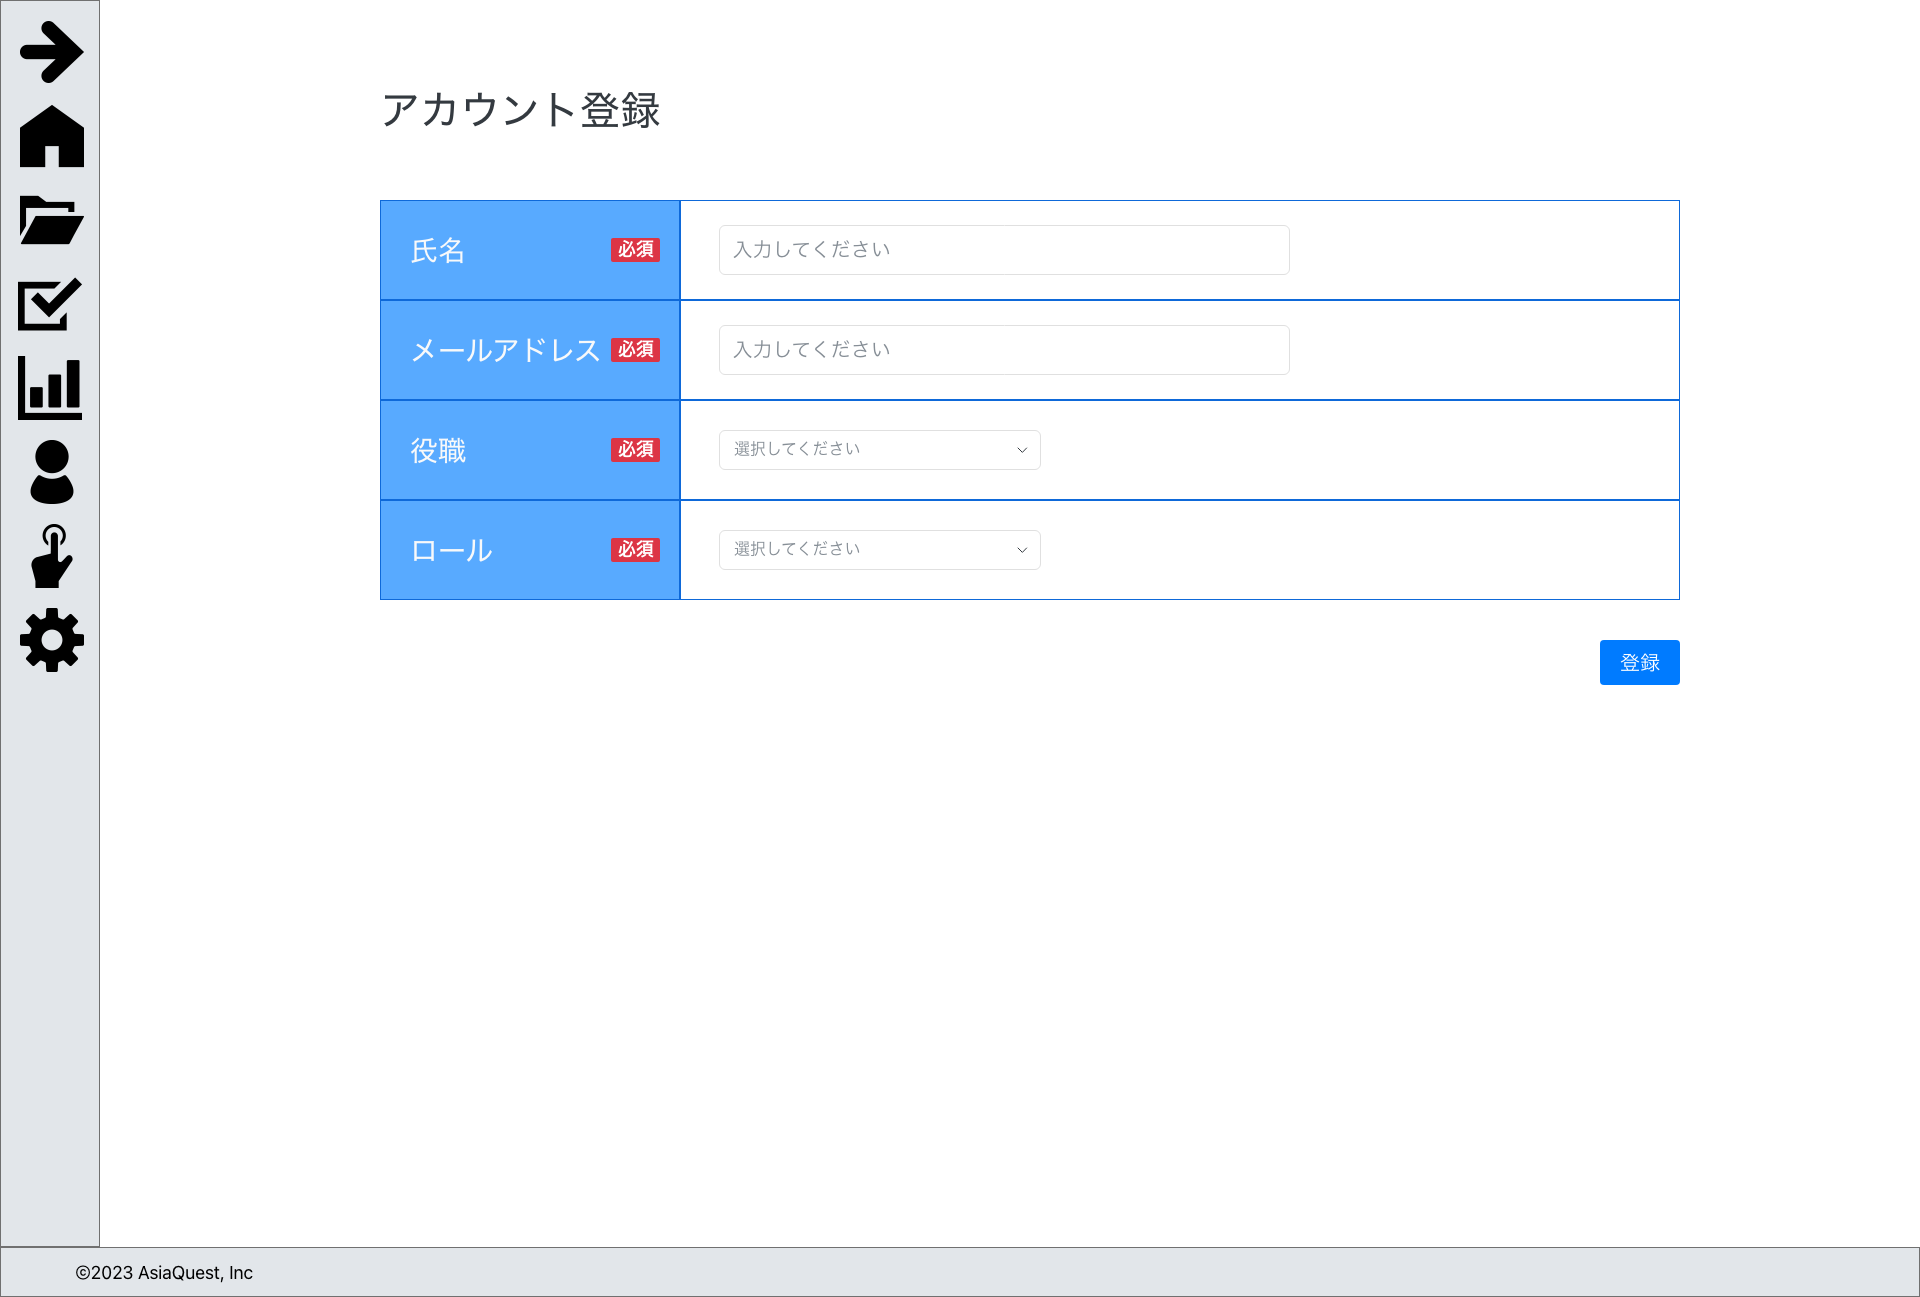 アカウント登録
氏名 必須 入力してください
メールアドレス 必須 入力してください
役職 必須 選択してください
ロール 必須 選択してください
登録
©2023 AsiaQuest, Inc